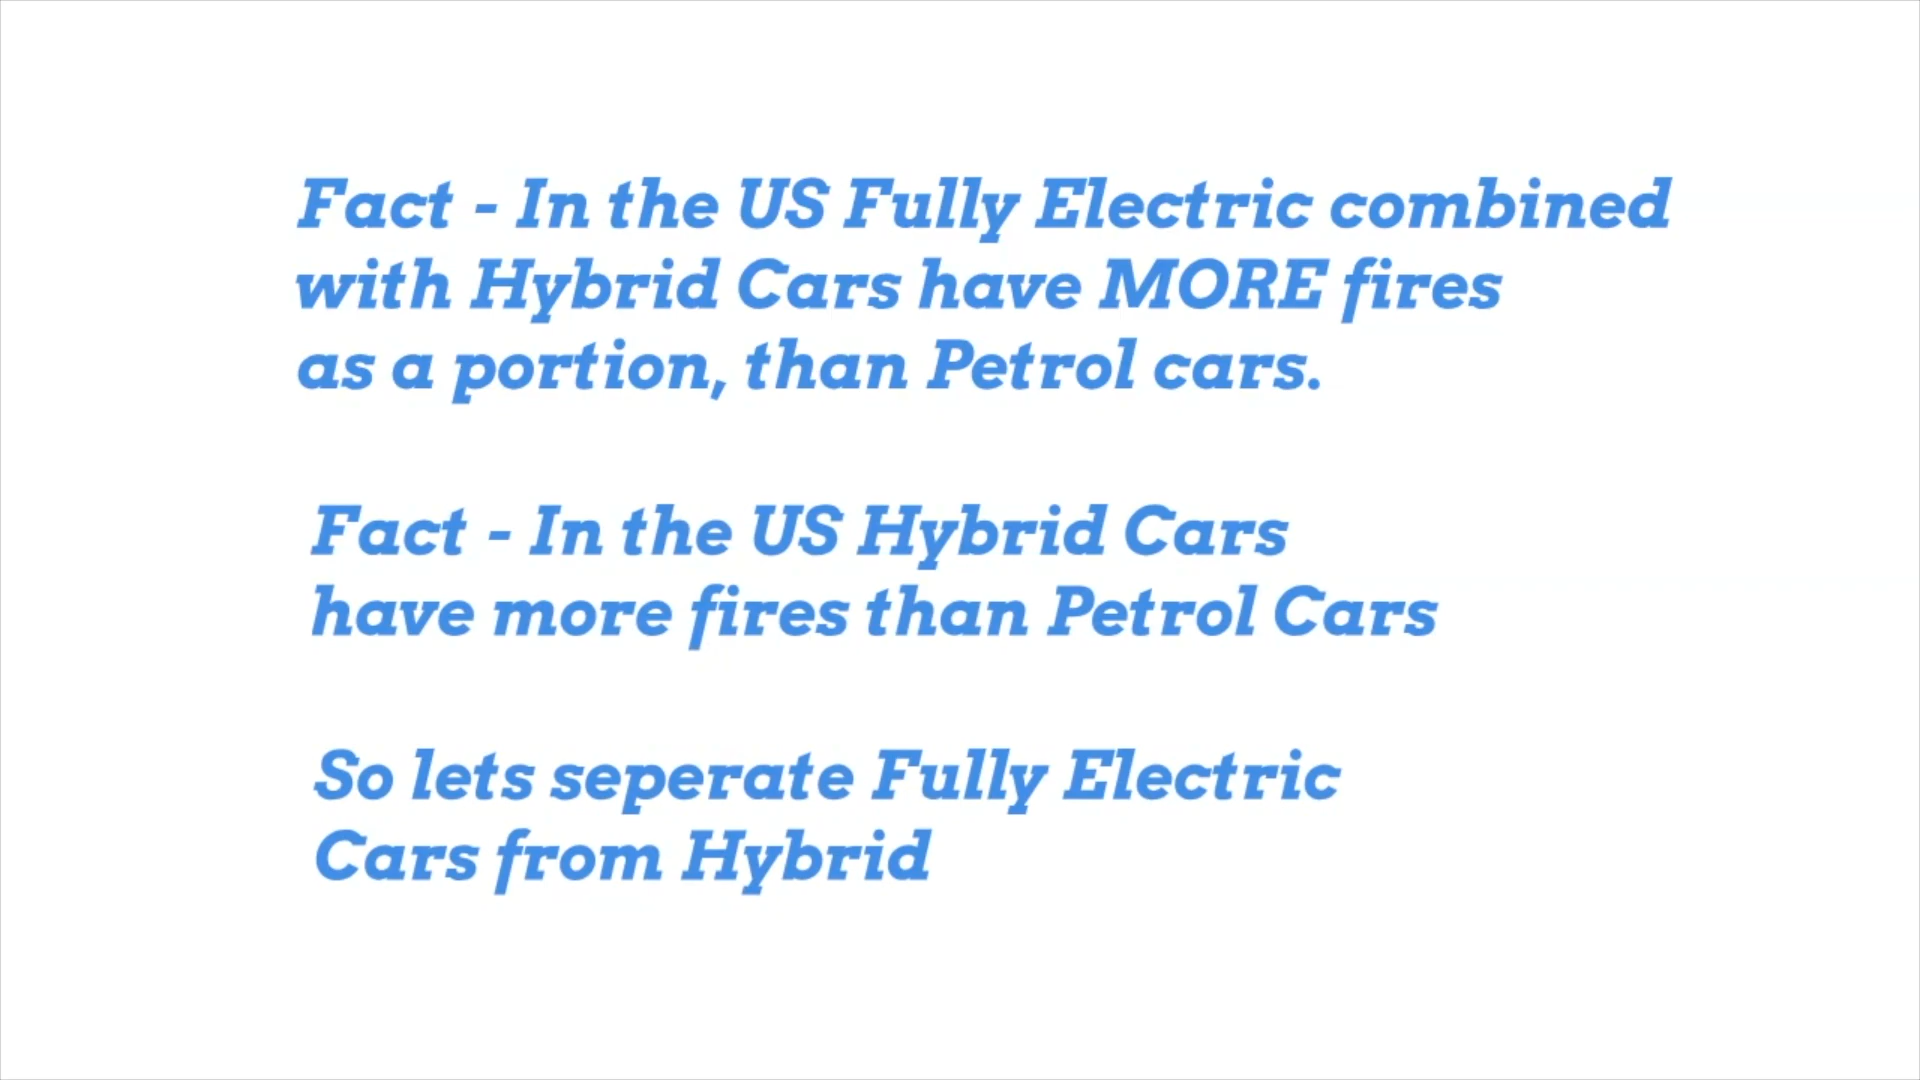 Fact - In the US Fully Electric combined
with Hybrid Cars have MORE fires
as a portion, than Petrol cars.
Fact - In the US Hybrid Cars
have more fires than Petrol Cars
So lets seperate Fully Electric
Cars from Hybrid